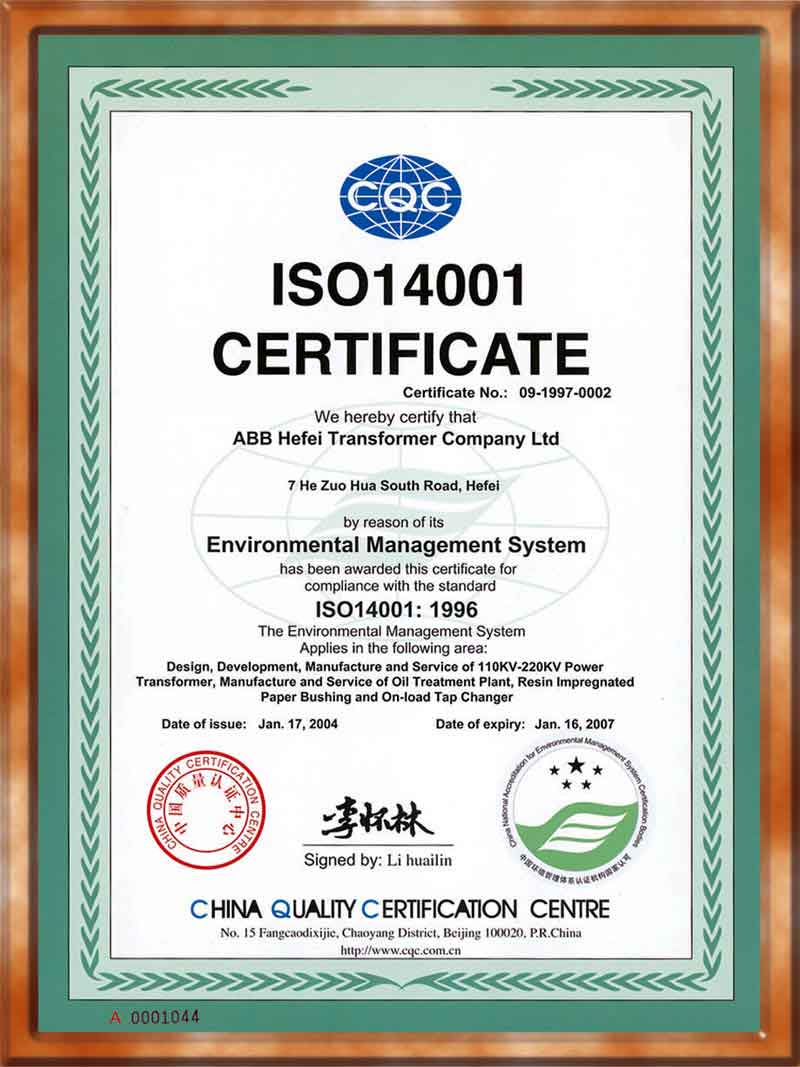 CQC
ISO14001
CERTIFICATE
Certificate No.: 09-1997-0002
We hereby certify that
ABB Hefei Transformer Company Ltd
7 He Zuo Hua South Road, Hefei
by reason of its
Environmental Management System
has been awarded this certificate for
compliance with the standard
ISO14001: 1996
The Environmental Management System
Applies in the following area:
Design, Development, Manufacture and Service of 110KV-220KV Power
Transformer, Manufacture and Service of Oil Treatment Plant, Resin Impregnated
Paper Bushing and On-load Tap Changer
Date of issue: Jan. 17, 2004 Date of expiry: Jan. 16, 2007
CHINA QUALITY CERTIFICATION CENTRE
中国质量认证中心
李怀林
Signed by: Li huailin
China National Accreditation for Environmental Management System Certification Bodies
中国环境管理体系认证机构国家认可
CHINA QUALITY CERTIFICATION CENTRE
No. 15 Fangcaodixijie, Chaoyang District, Beijing 100020, P.R.China
http://www.cqc.com.cn
A 0001044